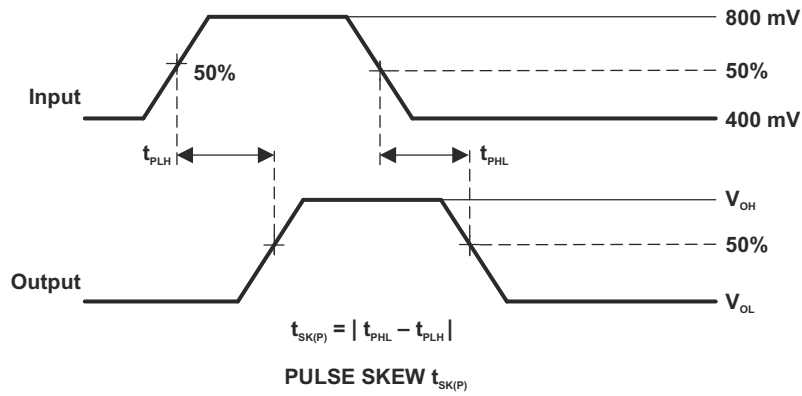 800 mV
50%
50%
Input
400 mV
tPLH
tPHL
VOH
50%
Output
VOL
tSK(P) = | tPHL – tPLH |
PULSE SKEW tSK(P)